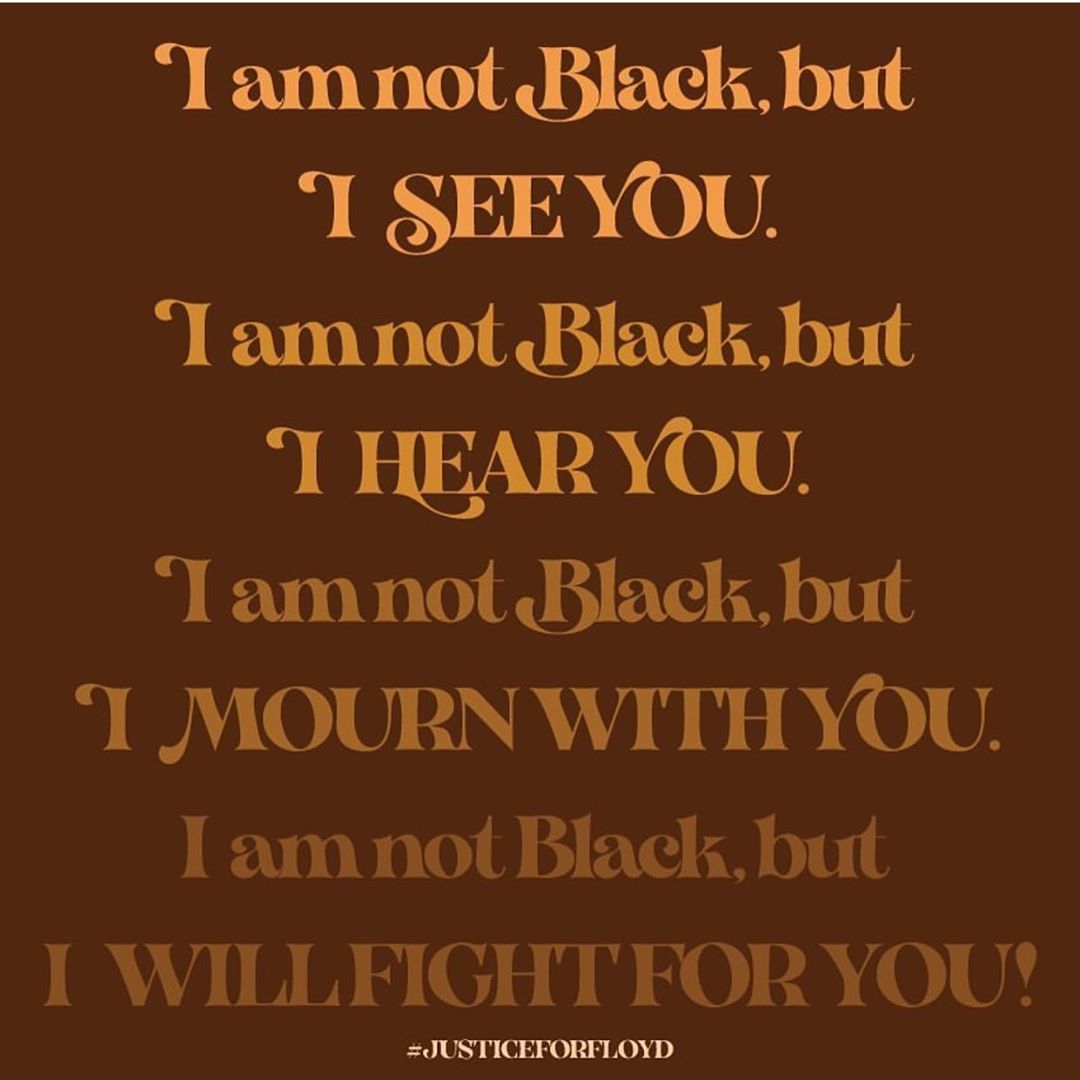 I am not Black, but
I SEE YOU.
I am not Black, but
I HEAR YOU.
I am not Black, but
I MOURN WITH YOU.
I am not Black, but
I WILL FIGHT FOR YOU!
#JUSTICEFORFLOYD